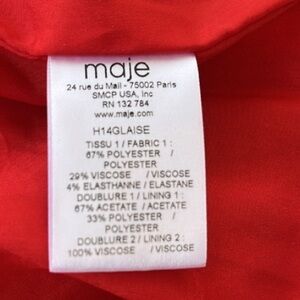 maje
24 rue du Mail - 75002 Paris
SMCP USA, Inc
RN 132 784
www.maje.com
H14GLAISE
TISSU 1 / FABRIC 1 :
67% POLYESTER /
POLYESTER
29% VISCOSE / VISCOSE
4% ELASTHANNE / ELASTANE
DOUBLURE 1 / LINING 1 :
67% ACETATE / ACETATE
33% POLYESTER /
POLYESTER
DOUBLURE 2 / LINING 2 :
100% VISCOSE / VISCOSE